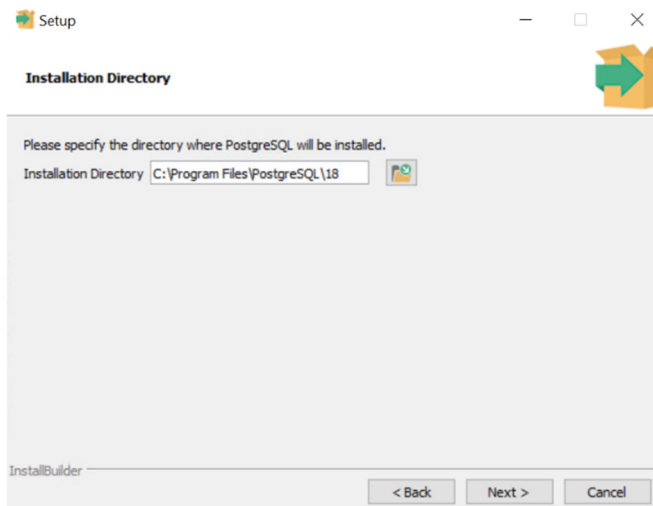 Setup
Installation Directory
Please specify the directory where PostgreSQL will be installed.
Installation Directory C:\Program Files\PostgreSQL\18
InstallBuilder
< Back Next > Cancel